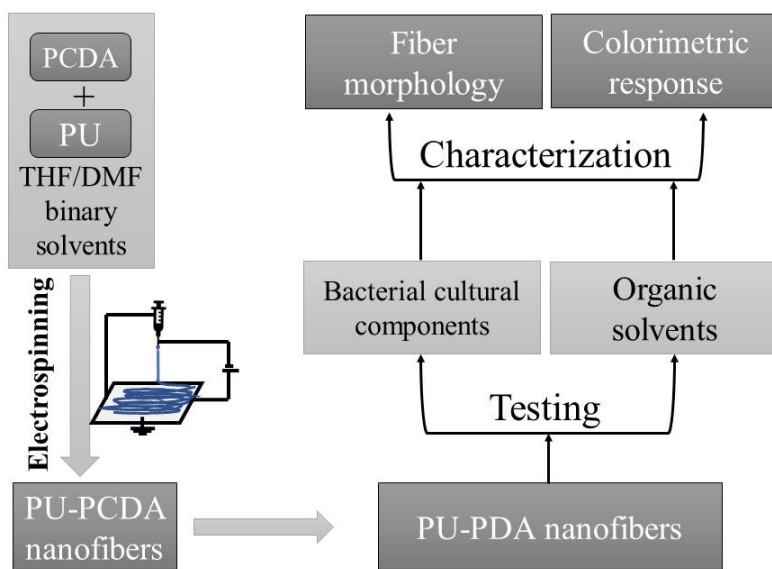 PCDA
+
PU
THF/DMF
binary
solvents
Electrospinning
PU-PCDA
nanofibers
Fiber
morphology
Colorimetric
response
Characterization
Bacterial cultural
components
Organic
solvents
Testing
PU-PDA nanofibers